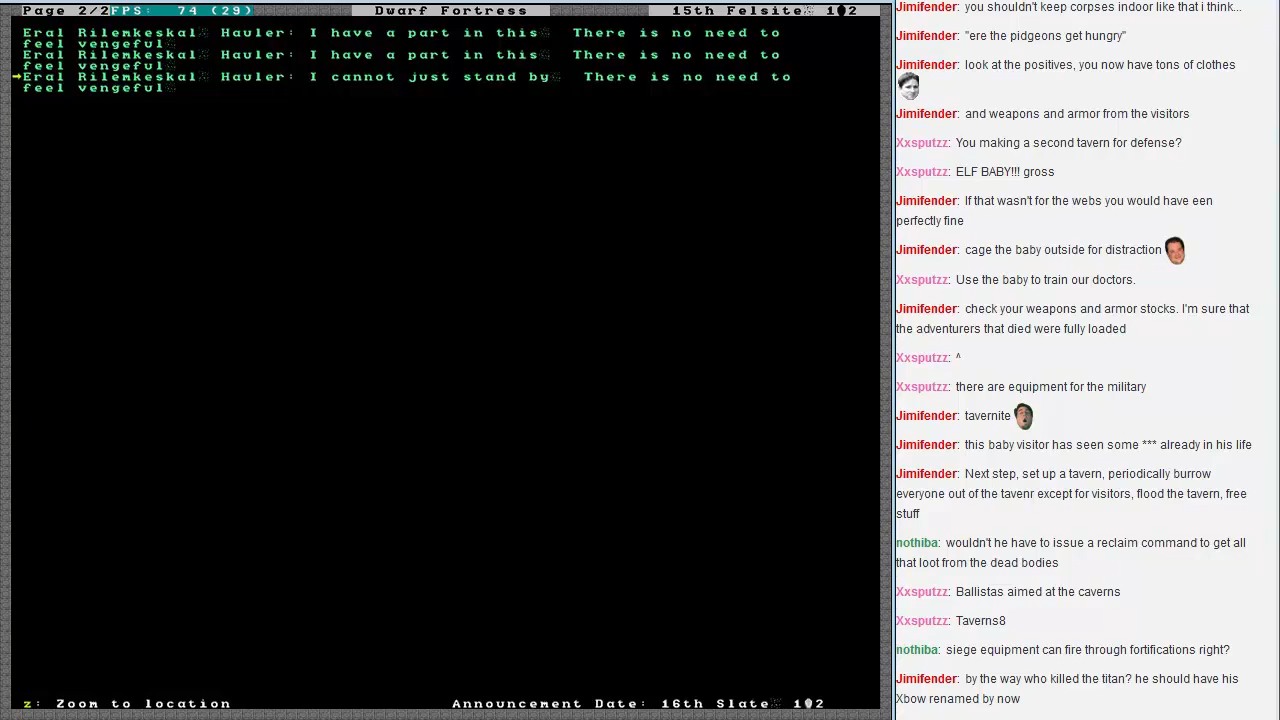 Page 2/2 FPS: 74 (29) Dwarf Fortress 15th Felsite 102
Eral Rilemkeskal Hauler: I have a part in this There is no need to
feel vengeful
Eral Rilemkeskal Hauler: I have a part in this There is no need to
feel vengeful
Eral Rilemkeskal Hauler: I cannot just stand by There is no need to
feel vengeful
z: Zoom to location Announcement Date: 16th Slate 102
Jimifender: you shouldn't keep corpses indoor like that i think...
Jimifender: "ere the pidgeons get hungry"
Jimifender: look at the positives, you now have tons of clothes
Jimifender: and weapons and armor from the visitors
Xxsputzz: You making a second tavern for defense?
Xxsputzz: ELF BABY!!! gross
Jimifender: If that wasn't for the webs you would have een
perfectly fine
Jimifender: cage the baby outside for distraction
Xxsputzz: Use the baby to train our doctors.
Jimifender: check your weapons and armor stocks. I'm sure that
the adventurers that died were fully loaded
Xxsputzz: ^
Xxsputzz: there are equipment for the military
Jimifender: tavernite
Jimifender: this baby visitor has seen some *** already in his life
Jimifender: Next step, set up a tavern, periodically burrow
everyone out of the tavenr except for visitors, flood the tavern, free
stuff
nothiba: wouldn't he have to issue a reclaim command to get all
that loot from the dead bodies
Xxsputzz: Ballistas aimed at the caverns
Xxsputzz: Taverns8
nothiba: siege equipment can fire through fortifications right?
Jimifender: by the way who killed the titan? he should have his
Xbow renamed by now